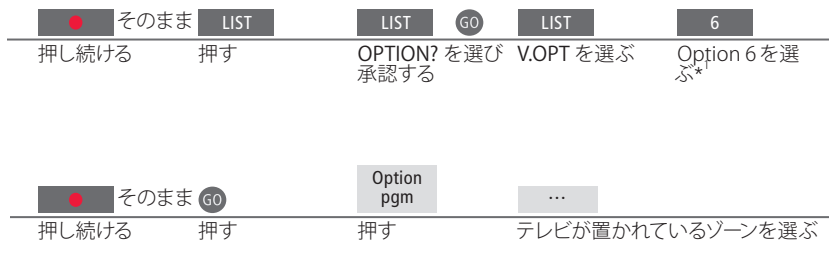 そのまま LIST LIST GO LIST 6
押し続ける 押す OPTION? を選び V.OPT を選ぶ Option 6 を選
承認する ぶ*1
Option
pgm
そのまま GO …
押し続ける 押す 押す テレビが置かれているゾーンを選ぶ